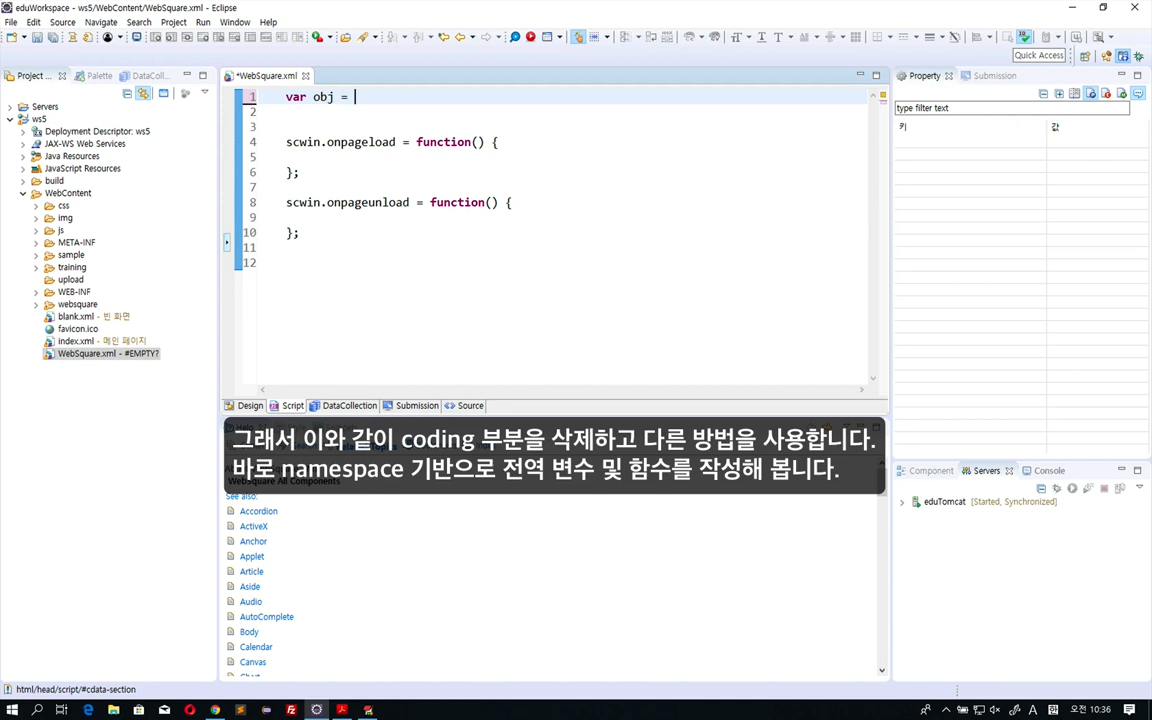 eduWorkspace - ws5/WebContent/WebSquare.xml - Eclipse
File Edit Source Navigate Search Project Run Window Help
Quick Access
Project ... Palette DataColl...
*WebSquare.xml
Property Submission
type filter text
키 값
Servers
ws5
Deployment Descriptor: ws5
JAX-WS Web Services
Java Resources
JavaScript Resources
build
WebContent
css
img
js
META-INF
sample
training
upload
WEB-INF
websquare
blank.xml - 빈 화면
favicon.ico
index.xml - 메인 페이지
WebSquare.xml - #EMPTY?
1 var obj =
2
3
4 scwin.onpageload = function() {
5
6 };
7
8 scwin.onpageunload = function() {
9
10 };
11
12
Design Script DataCollection Submission Source
그래서 이와 같이 coding 부분을 삭제하고 다른 방법을 사용합니다.
바로 namespace 기반으로 전역 변수 및 함수를 작성해 봅니다.
WebSquare All Components
See also:
Accordion
ActiveX
Anchor
Applet
Article
Aside
Audio
AutoComplete
Body
Calendar
Canvas
Component Servers Console
eduTomcat [Started, Synchronized]
html/head/script/#cdata-section
A 오전 10:36